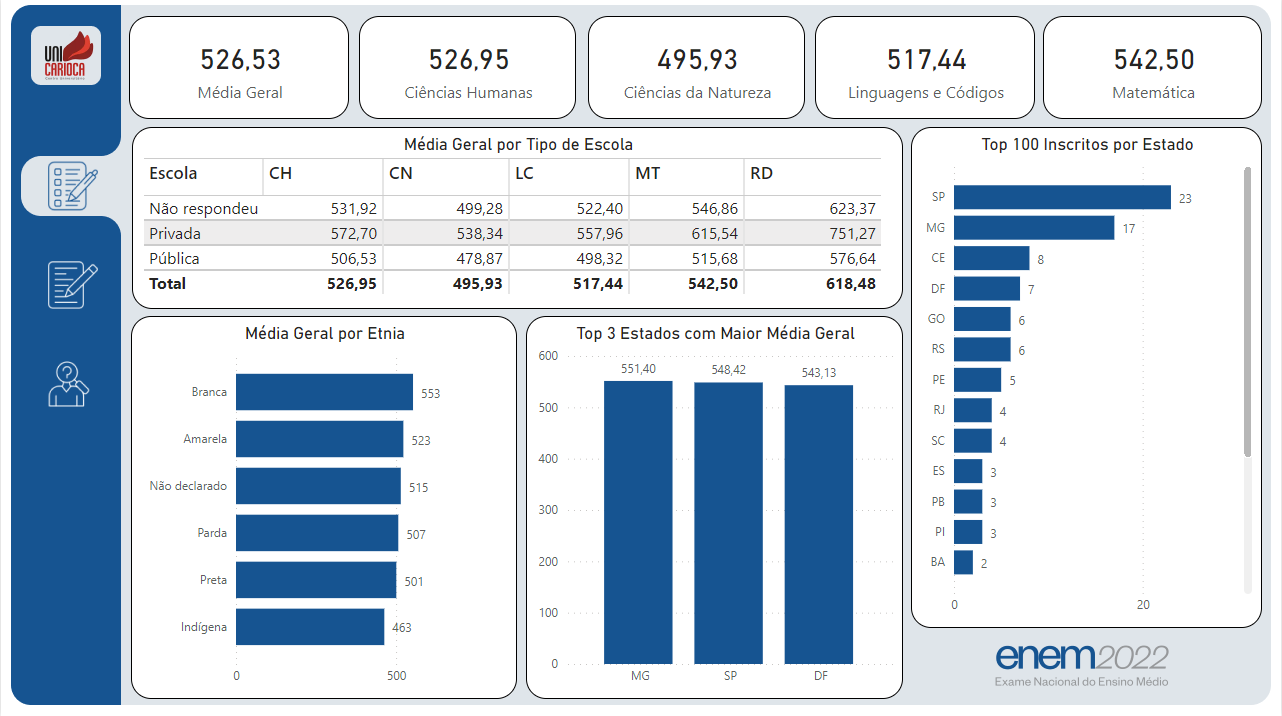 UNI
CARIOCA
526,53
Média Geral
526,95
Ciências Humanas
495,93
Ciências da Natureza
517,44
Linguagens e Códigos
542,50
Matemática
Média Geral por Tipo de Escola
Escola CH CN LC MT RD
Não respondeu 531,92 499,28 522,40 546,86 623,37
Privada 572,70 538,34 557,96 615,54 751,27
Pública 506,53 478,87 498,32 515,68 576,64
Total 526,95 495,93 517,44 542,50 618,48
Top 100 Inscritos por Estado
SP 23
MG 17
CE 8
DF 7
GO 6
RS 6
PE 5
RJ 4
SC 4
ES 3
PB 3
PI 3
BA 2
0 20
Média Geral por Etnia
Branca 553
Amarela 523
Não declarado 515
Parda 507
Preta 501
Indígena 463
0 500
Top 3 Estados com Maior Média Geral
600
500
400
300
200
100
0
551,40 548,42 543,13
MG SP DF
enem2022
Exame Nacional do Ensino Médio